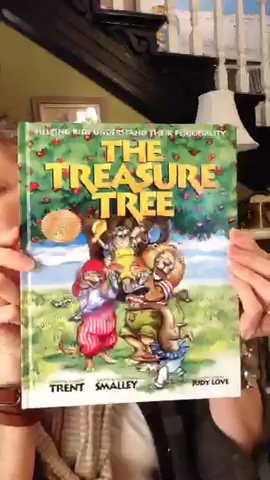 HELPING KIDS UNDERSTAND THEIR PERSONALITY
THE
TREASURE
TREE
TRENT SMALLEY JUDY LOVE